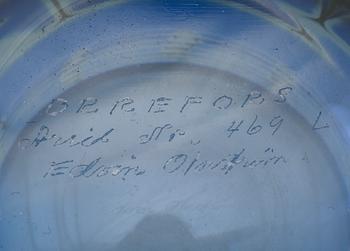 ORREFORS
Ariel Nr. 469 L
Edvin Öhrström